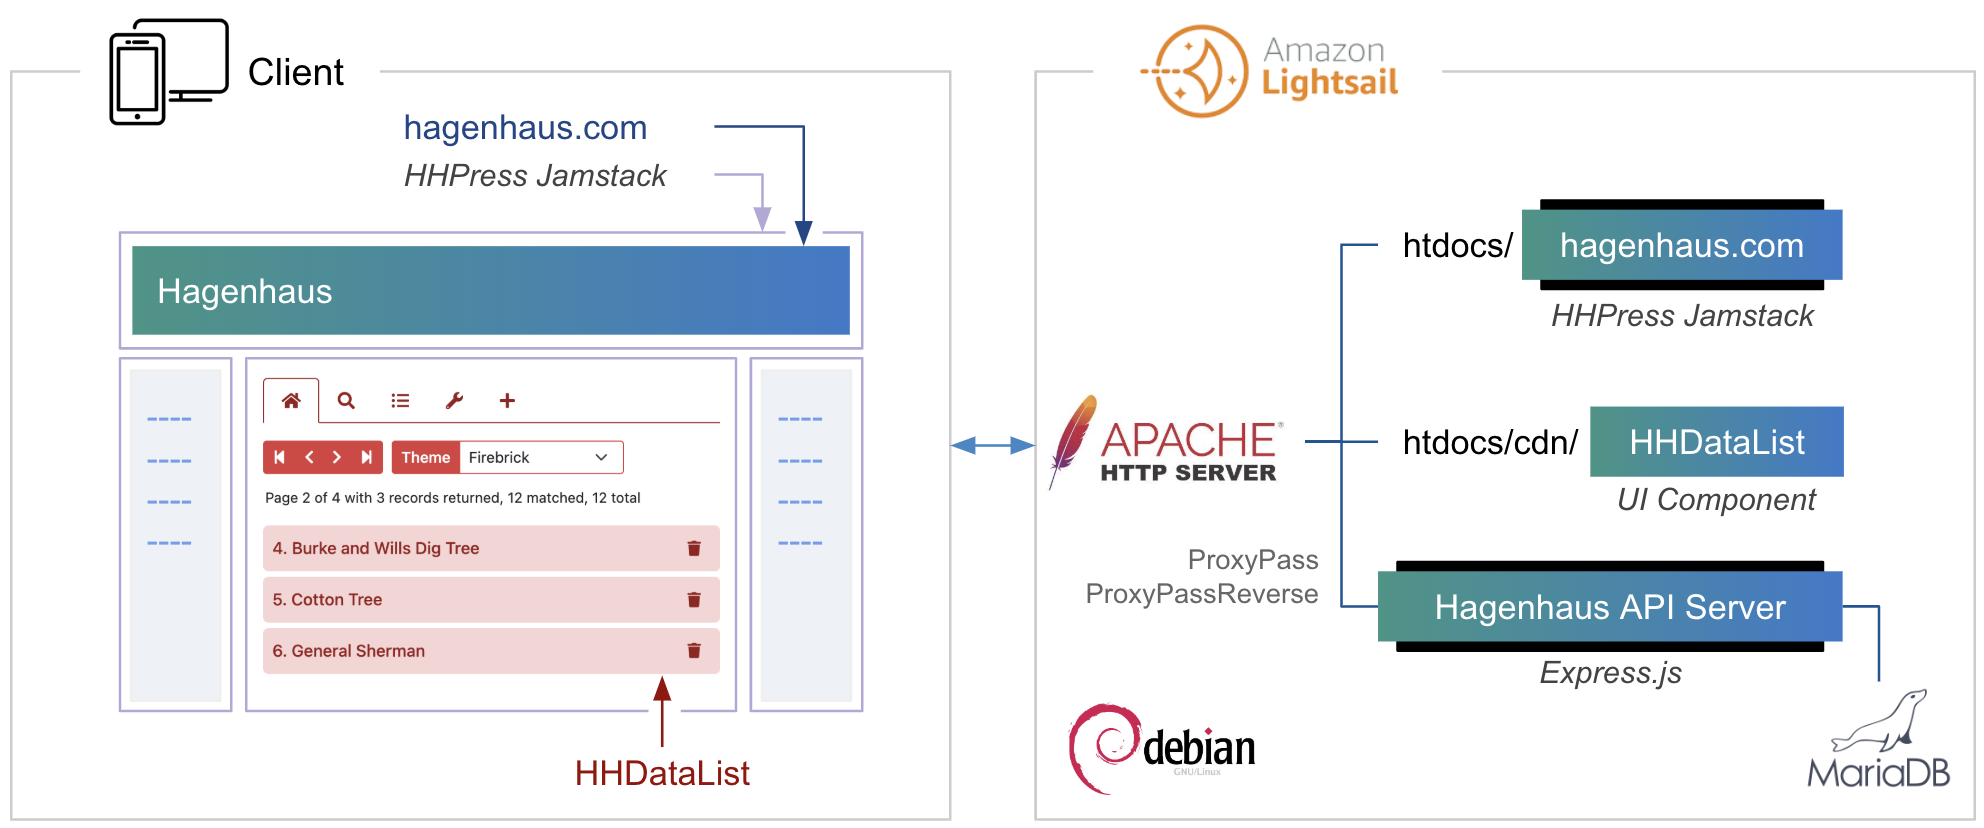 Client
hagenhaus.com
HHPress Jamstack
Hagenhaus
Theme
Firebrick
Page 2 of 4 with 3 records returned, 12 matched, 12 total
4. Burke and Wills Dig Tree
5. Cotton Tree
6. General Sherman
HHDataList
Amazon
Lightsail
htdocs/
hagenhaus.com
HHPress Jamstack
APACHE®
HTTP SERVER
htdocs/cdn/
HHDataList
UI Component
ProxyPass
ProxyPassReverse
Hagenhaus API Server
Express.js
debian
GNU/Linux
MariaDB